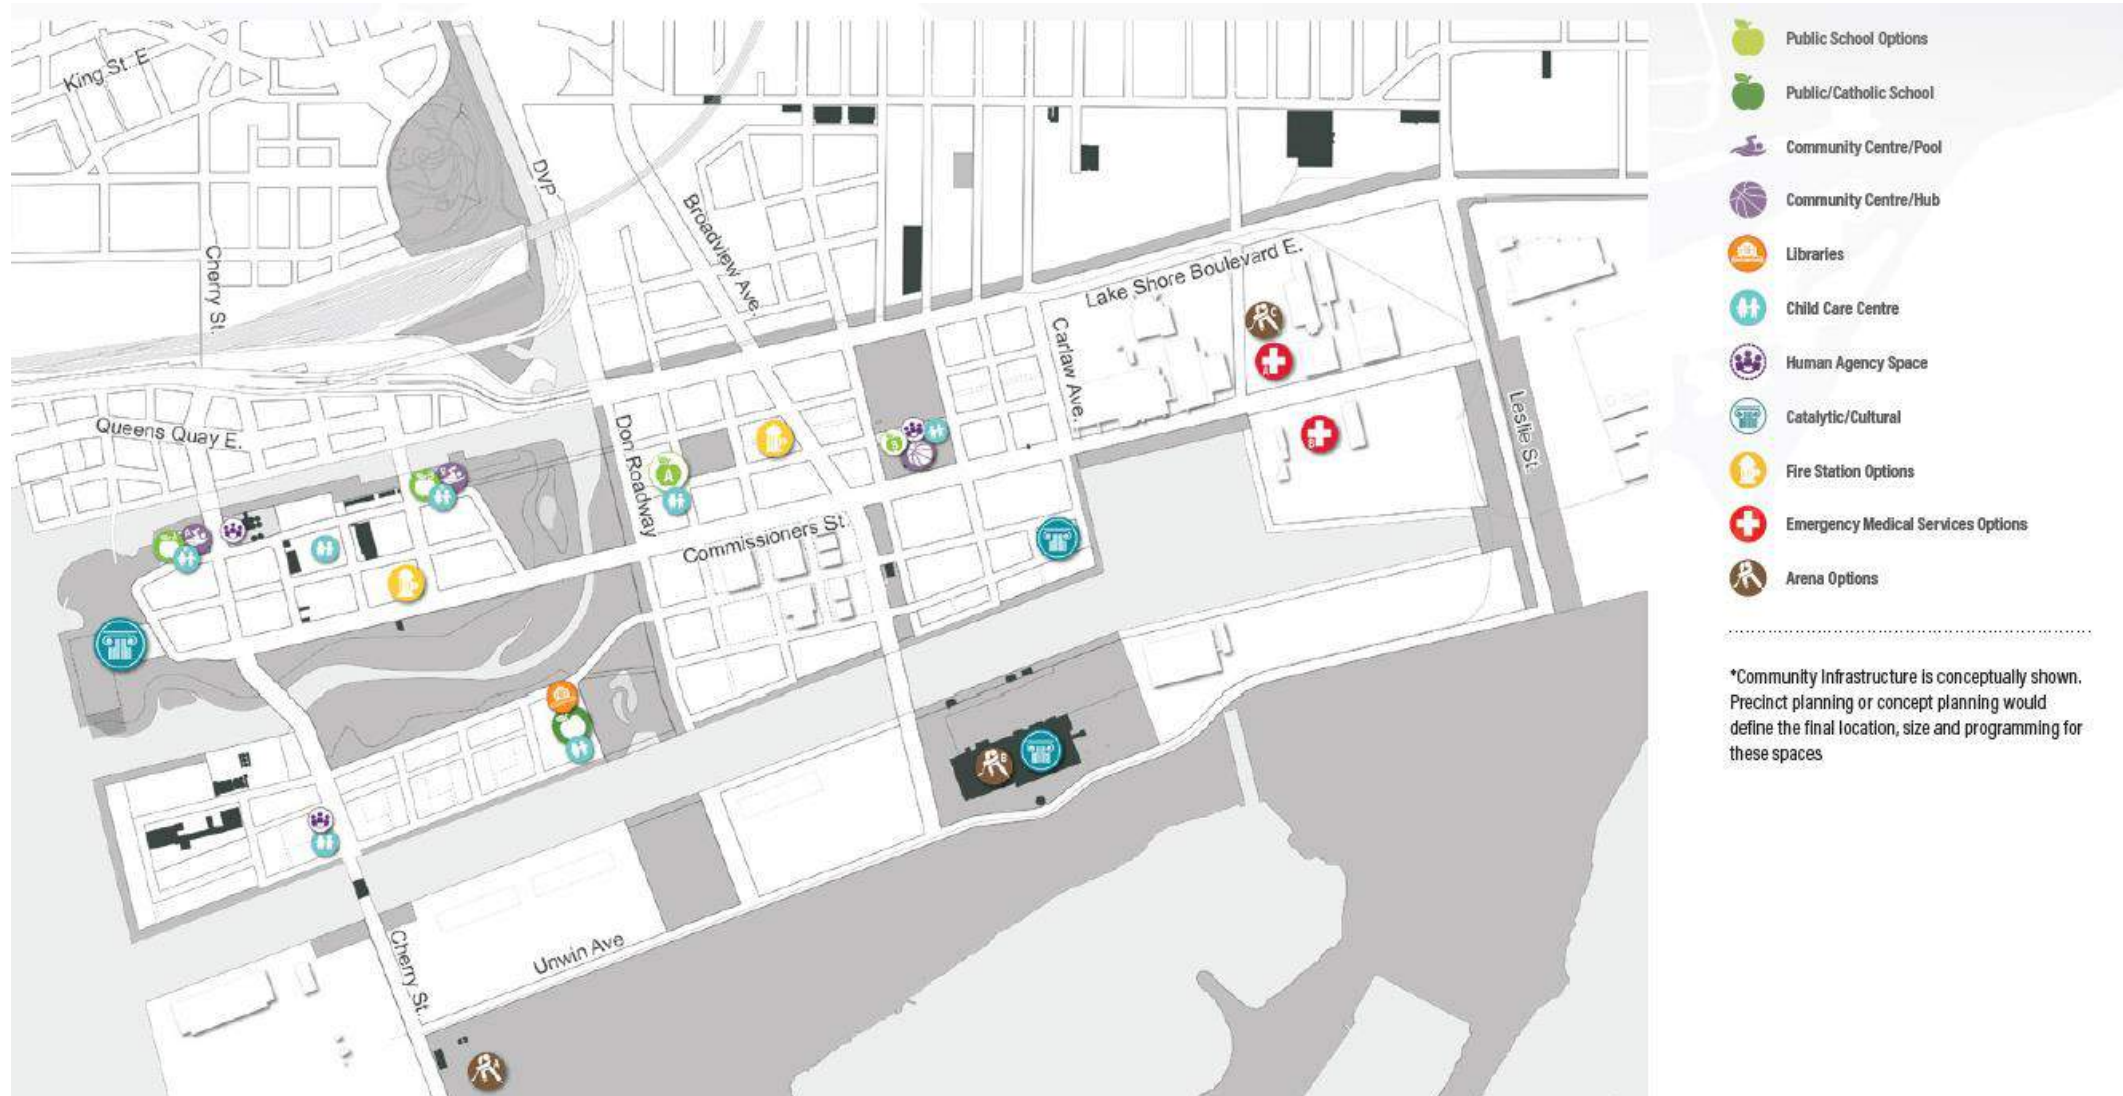 King St. E
DVP
Broadview Ave.
Cherry St.
Lake Shore Boulevard E.
Carlaw Ave.
Queens Quay E.
Don Roadway
Leslie St.
Commissioners St
Unwin Ave
Cherry St.
A
B
C
A
B
B
A
Public School Options
Public/Catholic School
Community Centre/Pool
Community Centre/Hub
Libraries
Child Care Centre
Human Agency Space
Catalytic/Cultural
Fire Station Options
Emergency Medical Services Options
Arena Options
*Community Infrastructure is conceptually shown.
Precinct planning or concept planning would
define the final location, size and programming for
these spaces